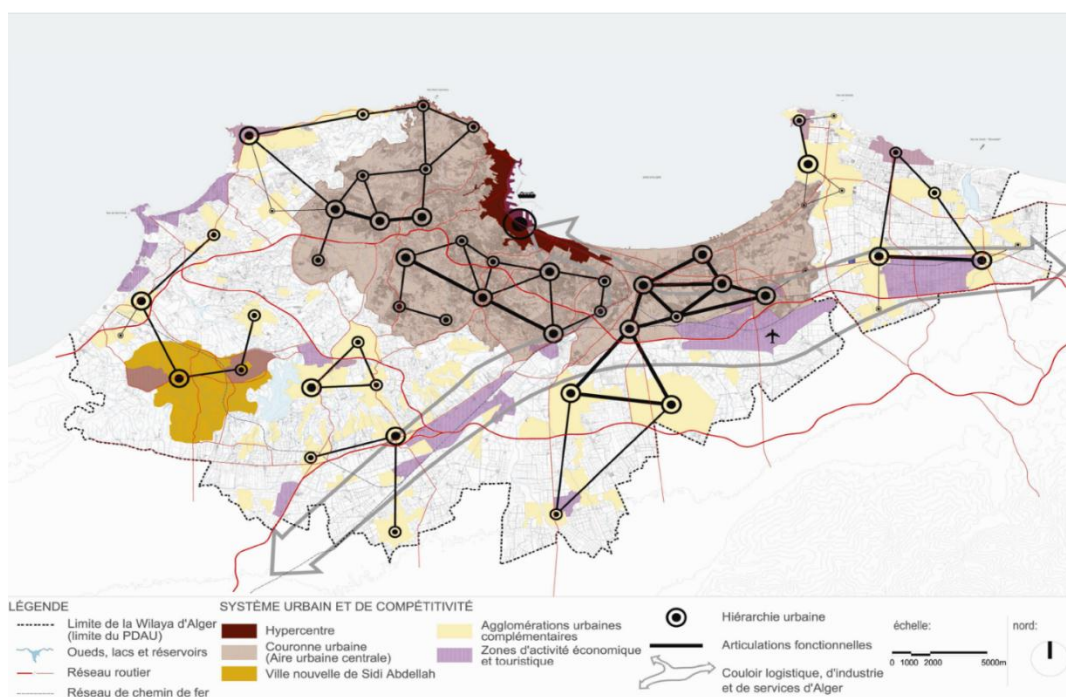 LÉGENDE
Limite de la Wilaya d'Alger
(limite du PDAU)
Oueds, lacs et réservoirs
Réseau routier
Réseau de chemin de fer
SYSTÈME URBAIN ET DE COMPÉTITIVITÉ
Hypercentre
Couronne urbaine
(Aire urbaine centrale)
Ville nouvelle de Sidi Abdellah
Agglomérations urbaines
complémentaires
Zones d'activité économique
et touristique
Hiérarchie urbaine
Articulations fonctionnelles
Couloir logistique, d'industrie
et de services d'Alger
échelle:
0 1000 2000 5000m
nord: